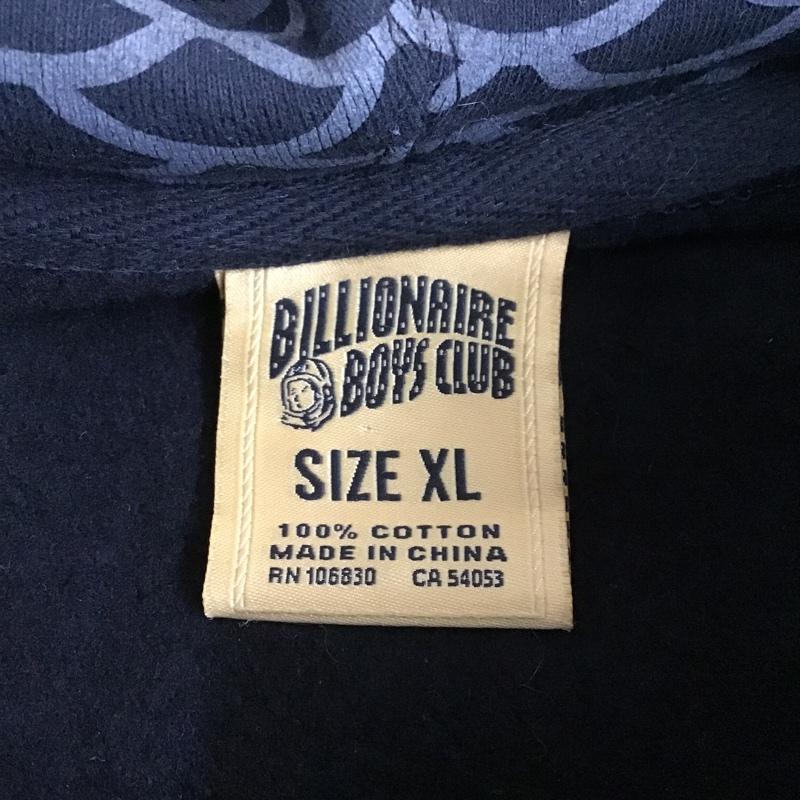 BILLIONAIRE
BOYS CLUB
SIZE XL
100% COTTON
MADE IN CHINA
RN 106830 CA 54053